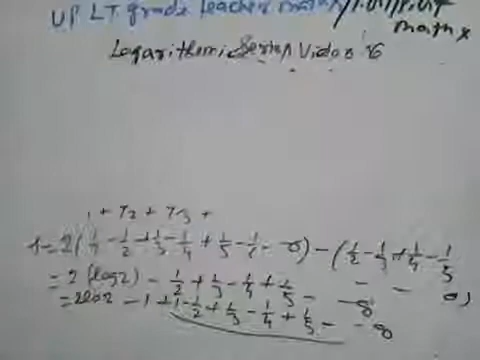 UP LT grade teacher math
math x
Logarithmic Series Video 6
1 + T2 + T3 +
1 = 2(1/1 - 1/2 + 1/3 - 1/4 + 1/5 - 1/ - ∞) - (1/2 - 1/3 + 1/4 - 1/5
= 2 (log2) - 1/2 + 1/3 - 1/4 + 1/5 - - - ∞)
= 2log2 - 1 + 1 - 1/2 + 1/3 - 1/4 + 1/5 - - ∞